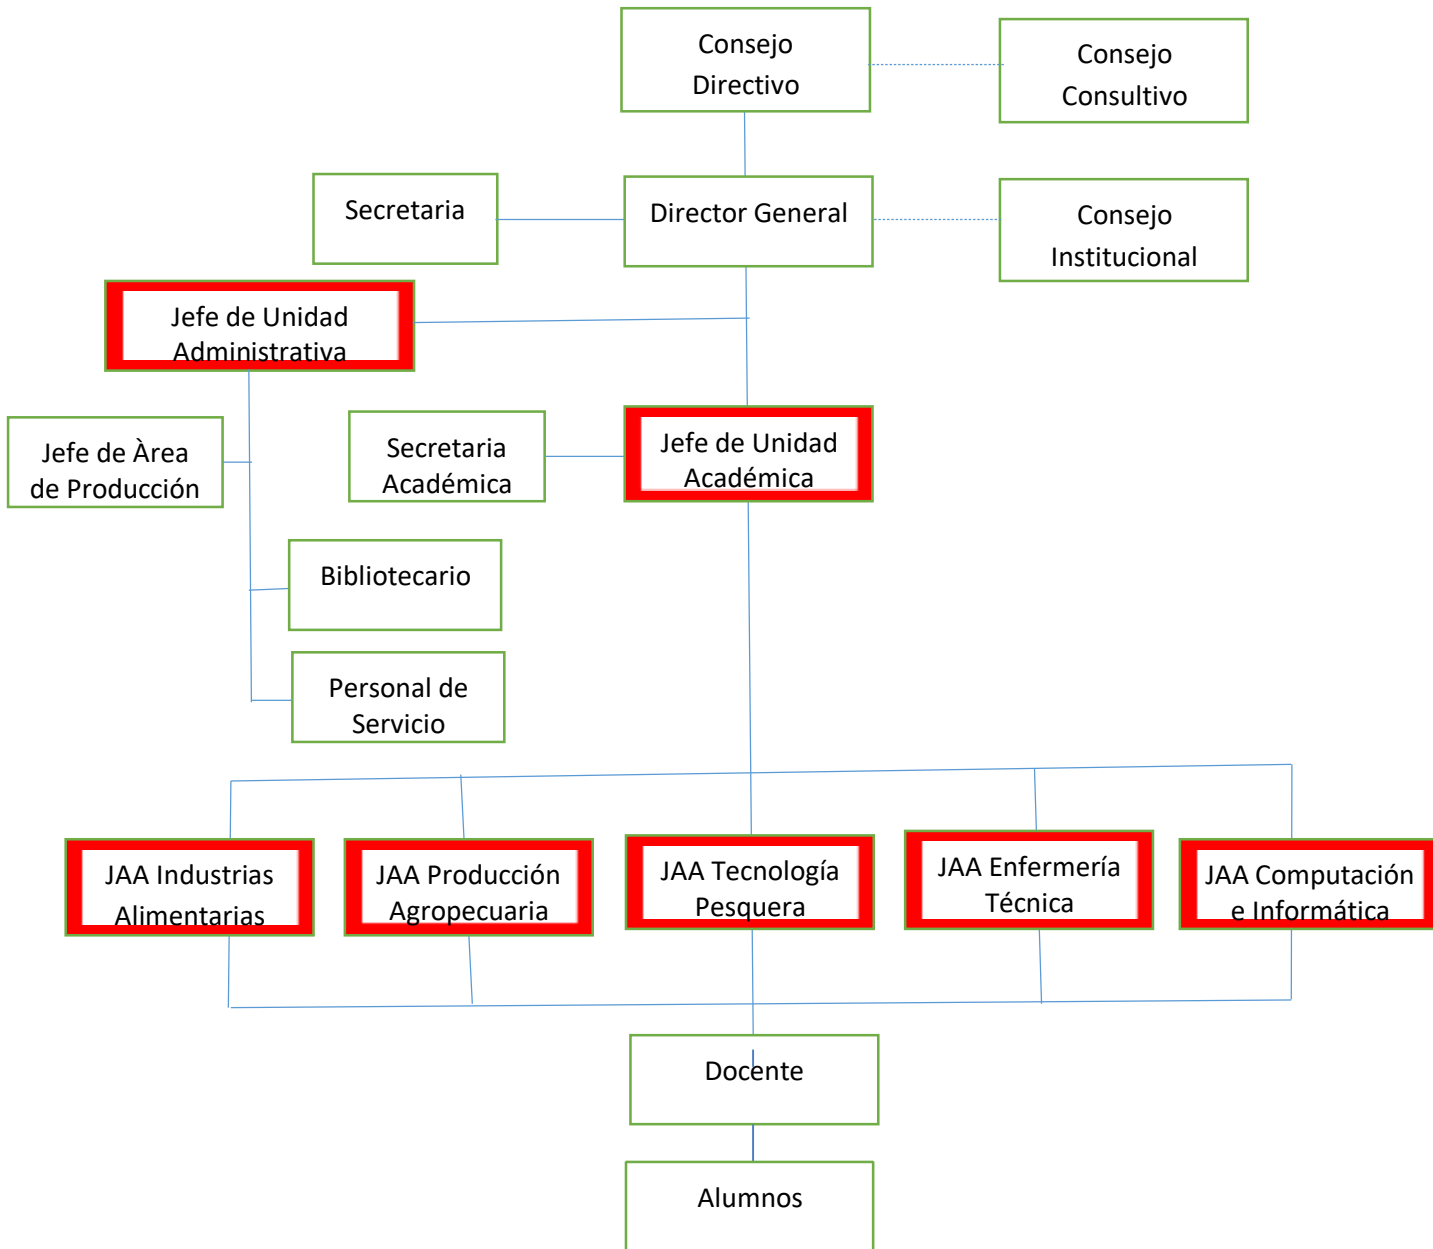 Consejo
Directivo
Consejo
Consultivo
Secretaria
Director General
Consejo
Institucional
Jefe de Unidad
Administrativa
Jefe de Àrea
de Producción
Secretaria
Académica
Jefe de Unidad
Académica
Bibliotecario
Personal de
Servicio
JAA Industrias
Alimentarias
JAA Producción
Agropecuaria
JAA Tecnología
Pesquera
JAA Enfermería
Técnica
JAA Computación
e Informática
Docente
Alumnos